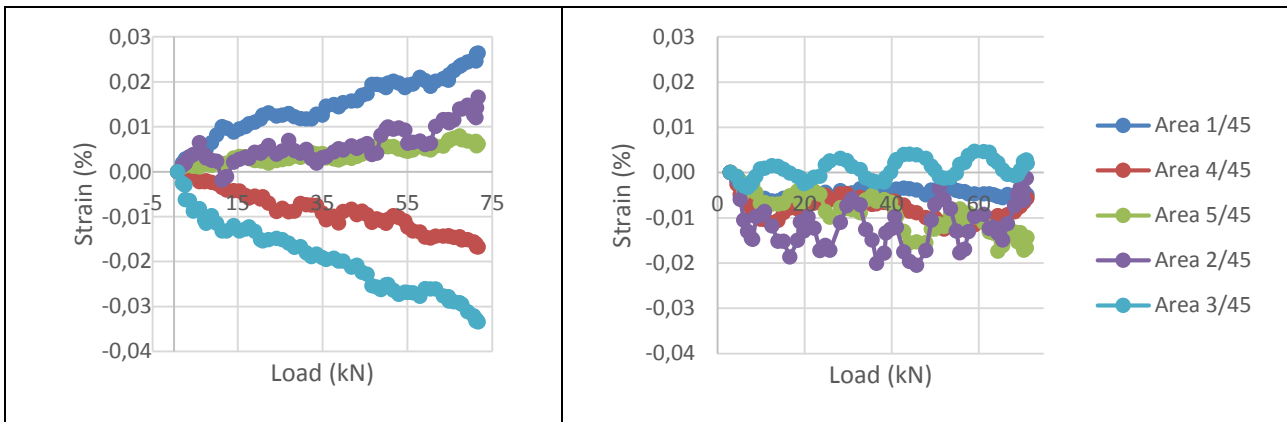 0,03
0,02
0,01
0,00
-0,01
-0,02
-0,03
-0,04
-5 15 35 55 75
Strain (%)
Load (kN)
0,03
0,02
0,01
0,00
-0,01
-0,02
-0,03
-0,04
0 20 40 60
Strain (%)
Load (kN)
Area 1/45
Area 4/45
Area 5/45
Area 2/45
Area 3/45